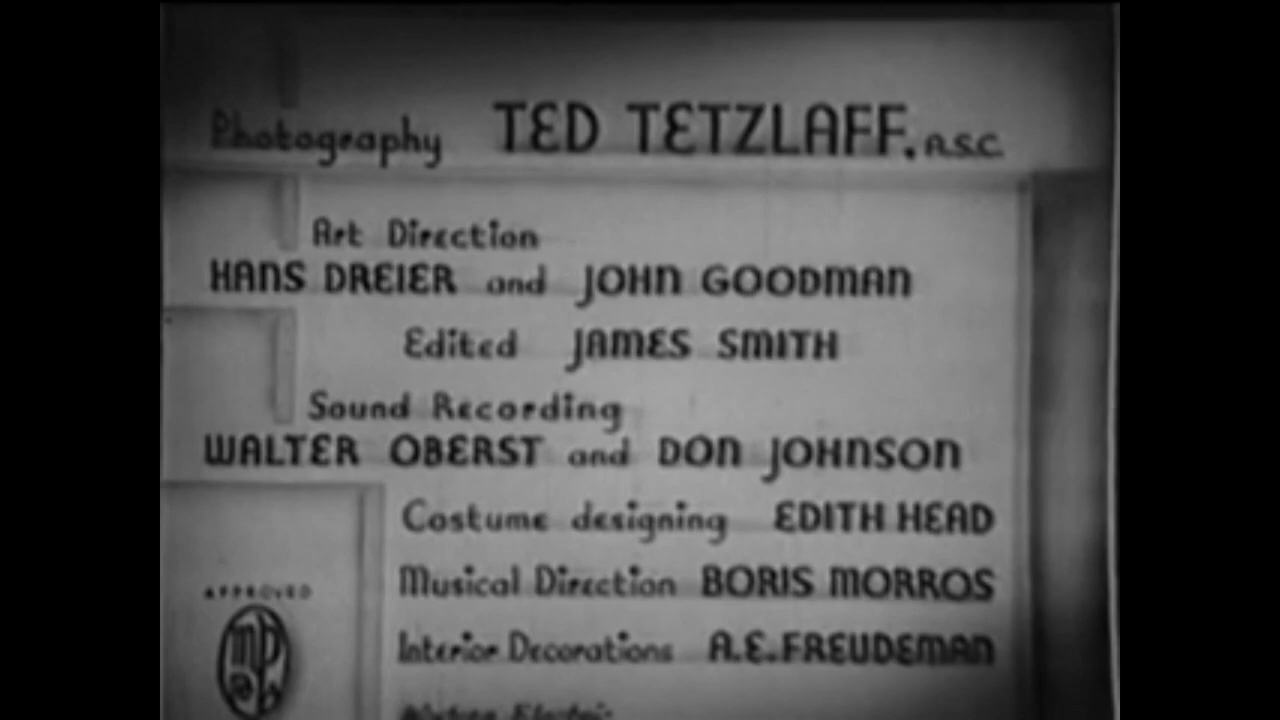 Photography TED TETZLAFF, A.S.C.
Art Direction
HANS DREIER and JOHN GOODMAN
Edited JAMES SMITH
Sound Recording
WALTER OBERST and DON JOHNSON
Costume designing EDITH HEAD
Musical Direction BORIS MORROS
Interior Decorations A.E. FREUDEMAN
APPROVED